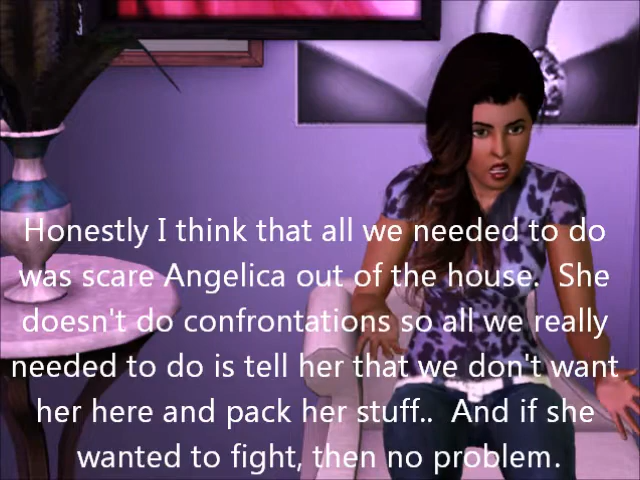 Honestly I think that all we needed to do
was scare Angelica out of the house.  She
doesn't do confrontations so all we really
needed to do is tell her that we don't want
her here and pack her stuff..  And if she
wanted to fight, then no problem.